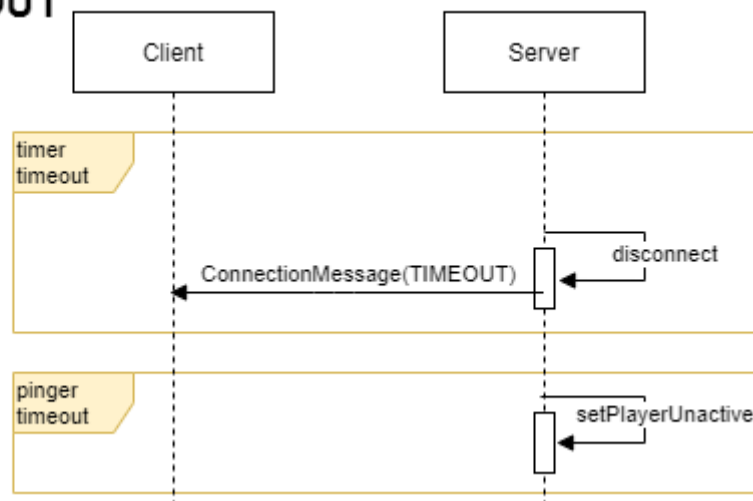 Client
Server
timer
timeout
disconnect
ConnectionMessage(TIMEOUT)
pinger
timeout
setPlayerUnactive